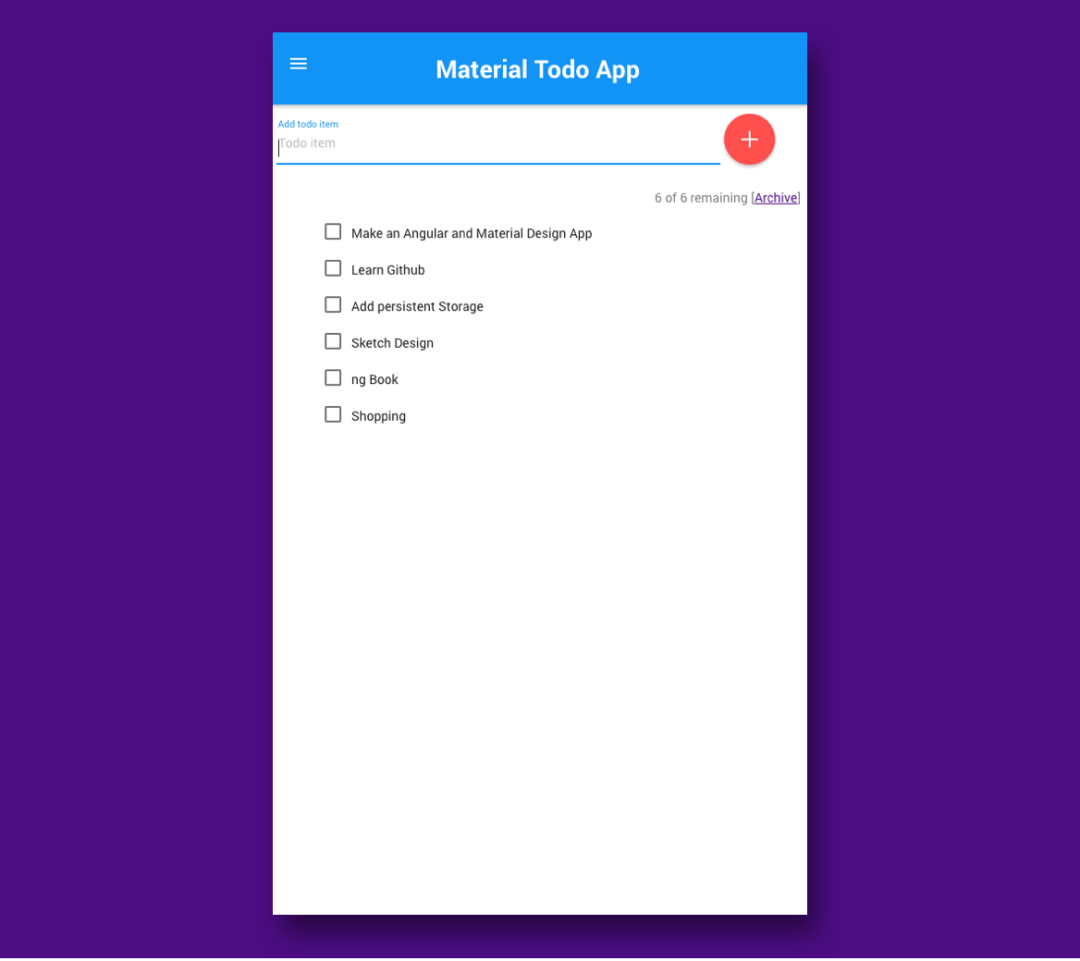 Material Todo App
Add todo item
Todo item
6 of 6 remaining [Archive]
Make an Angular and Material Design App
Learn Github
Add persistent Storage
Sketch Design
ng Book
Shopping